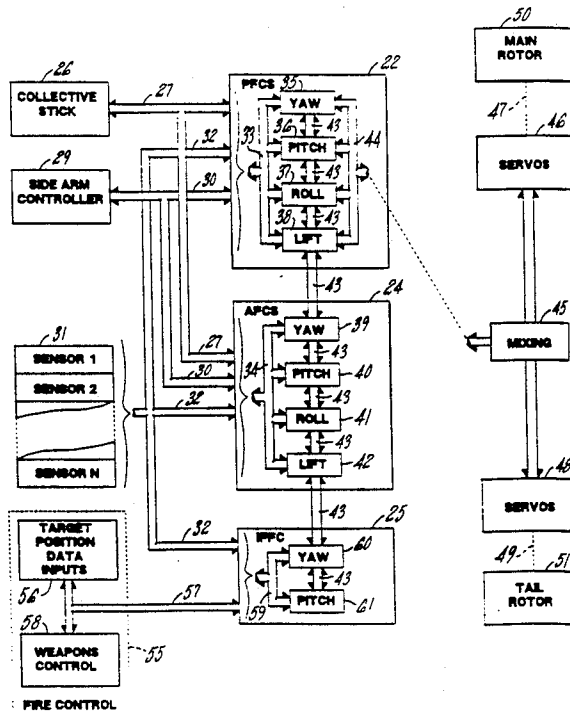 26
COLLECTIVE
STICK
27
29
SIDE ARM
CONTROLLER
32
30
22
PFCS
35
YAW
43
44
33
36
PITCH
43
37
ROLL
43
38
LIFT
43
24
AFCS
YAW
39
43
27
30
34
PITCH
40
43
32
ROLL
41
43
LIFT
42
43
31
SENSOR 1
SENSOR 2
SENSOR N
25
IFFC
32
YAW
60
43
59
PITCH
61
57
TARGET
POSITION
DATA
INPUTS
56
58
WEAPONS
CONTROL
55
FIRE CONTROL
50
MAIN
ROTOR
47
46
SERVOS
45
MIXING
48
SERVOS
49
51
TAIL
ROTOR